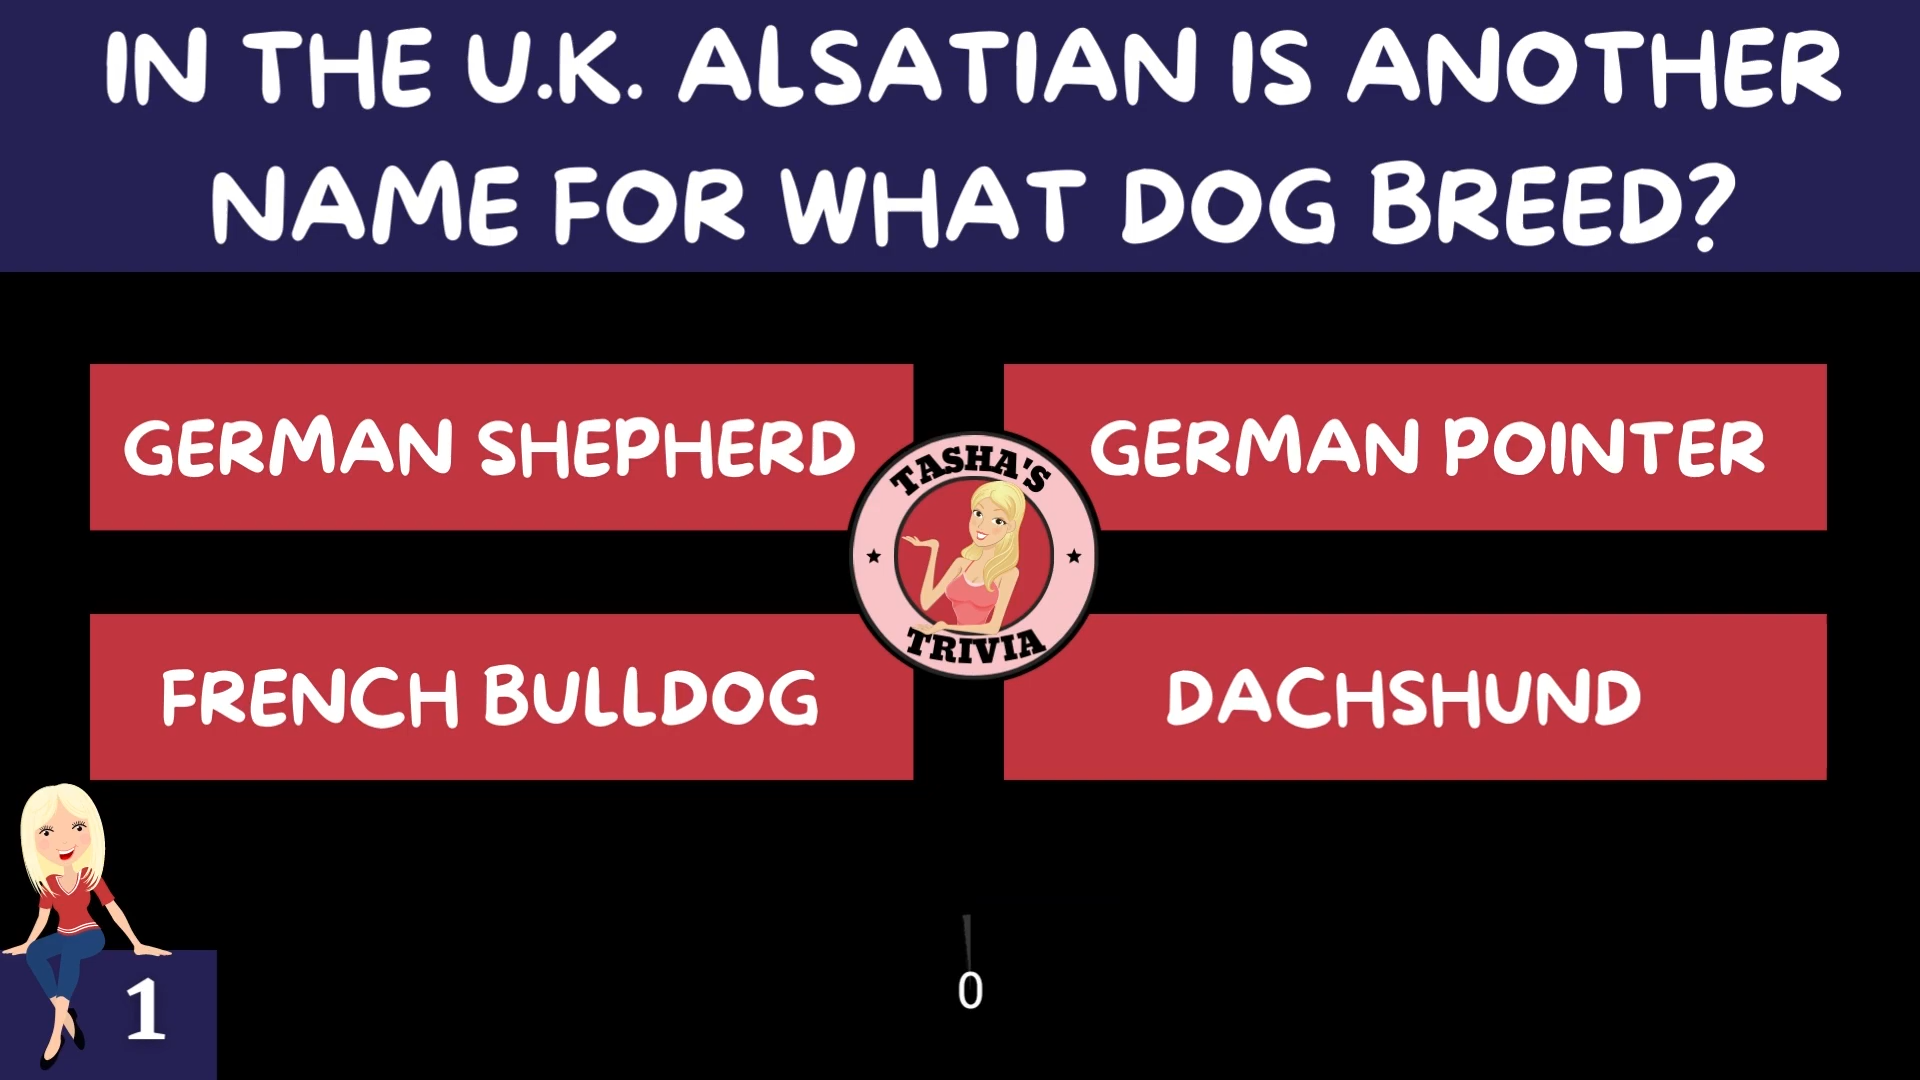 IN THE U.K. ALSATIAN IS ANOTHER
NAME FOR WHAT DOG BREED?
GERMAN SHEPHERD
GERMAN POINTER
TASHA'S
TRIVIA
FRENCH BULLDOG
DACHSHUND
1
0